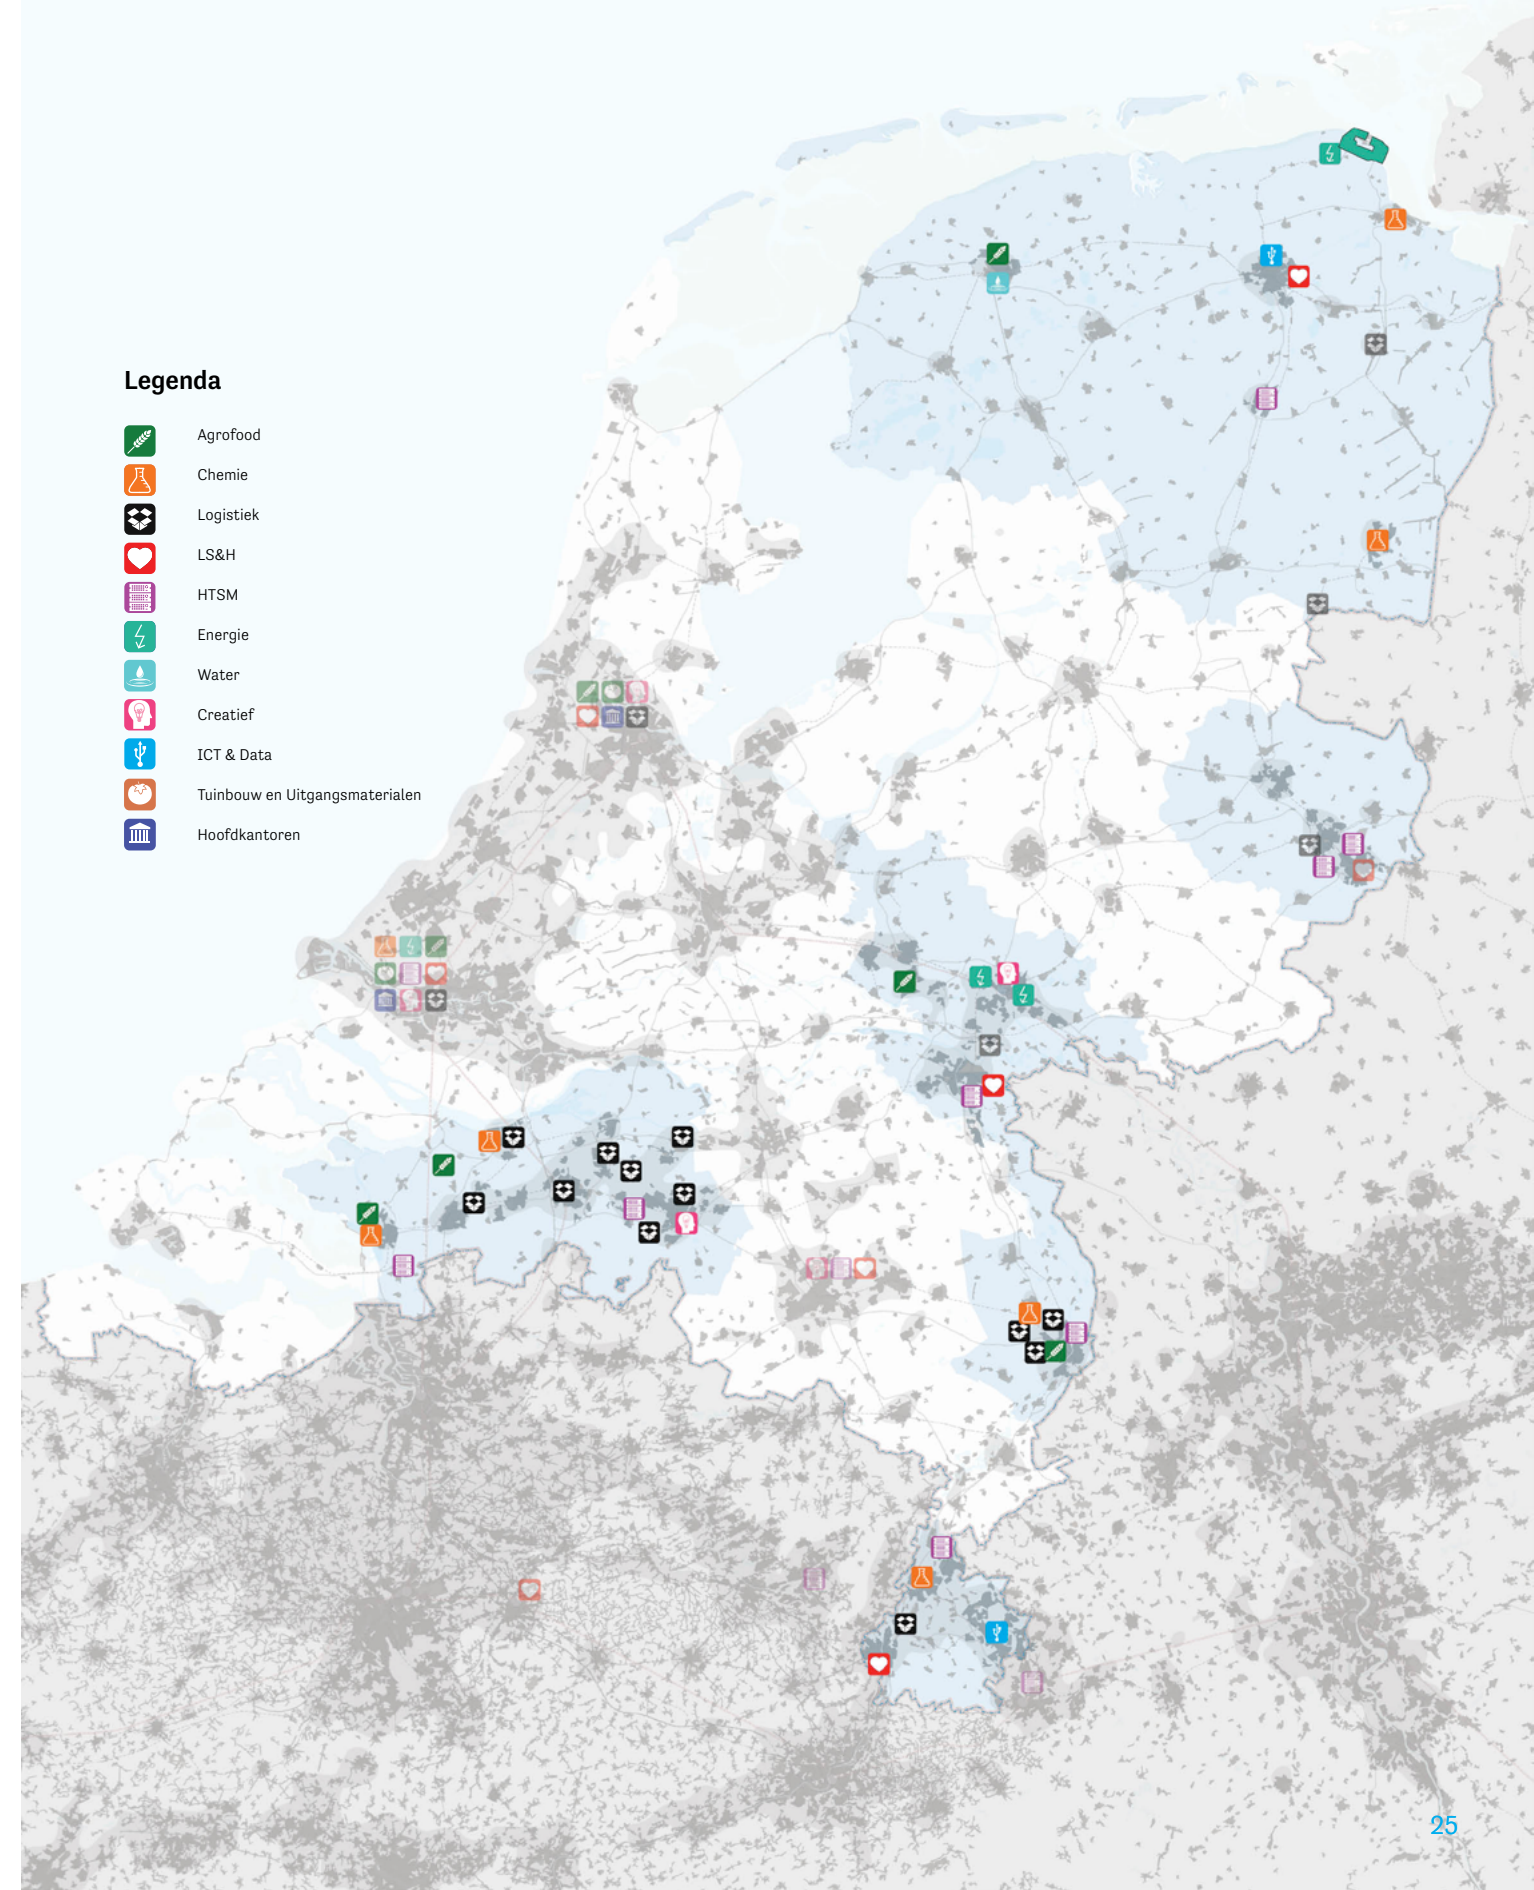 Legenda
Agrofood
Chemie
Logistiek
LS&H
HTSM
Energie
Water
Creatief
ICT & Data
Tuinbouw en Uitgangsmaterialen
Hoofdkantoren
25